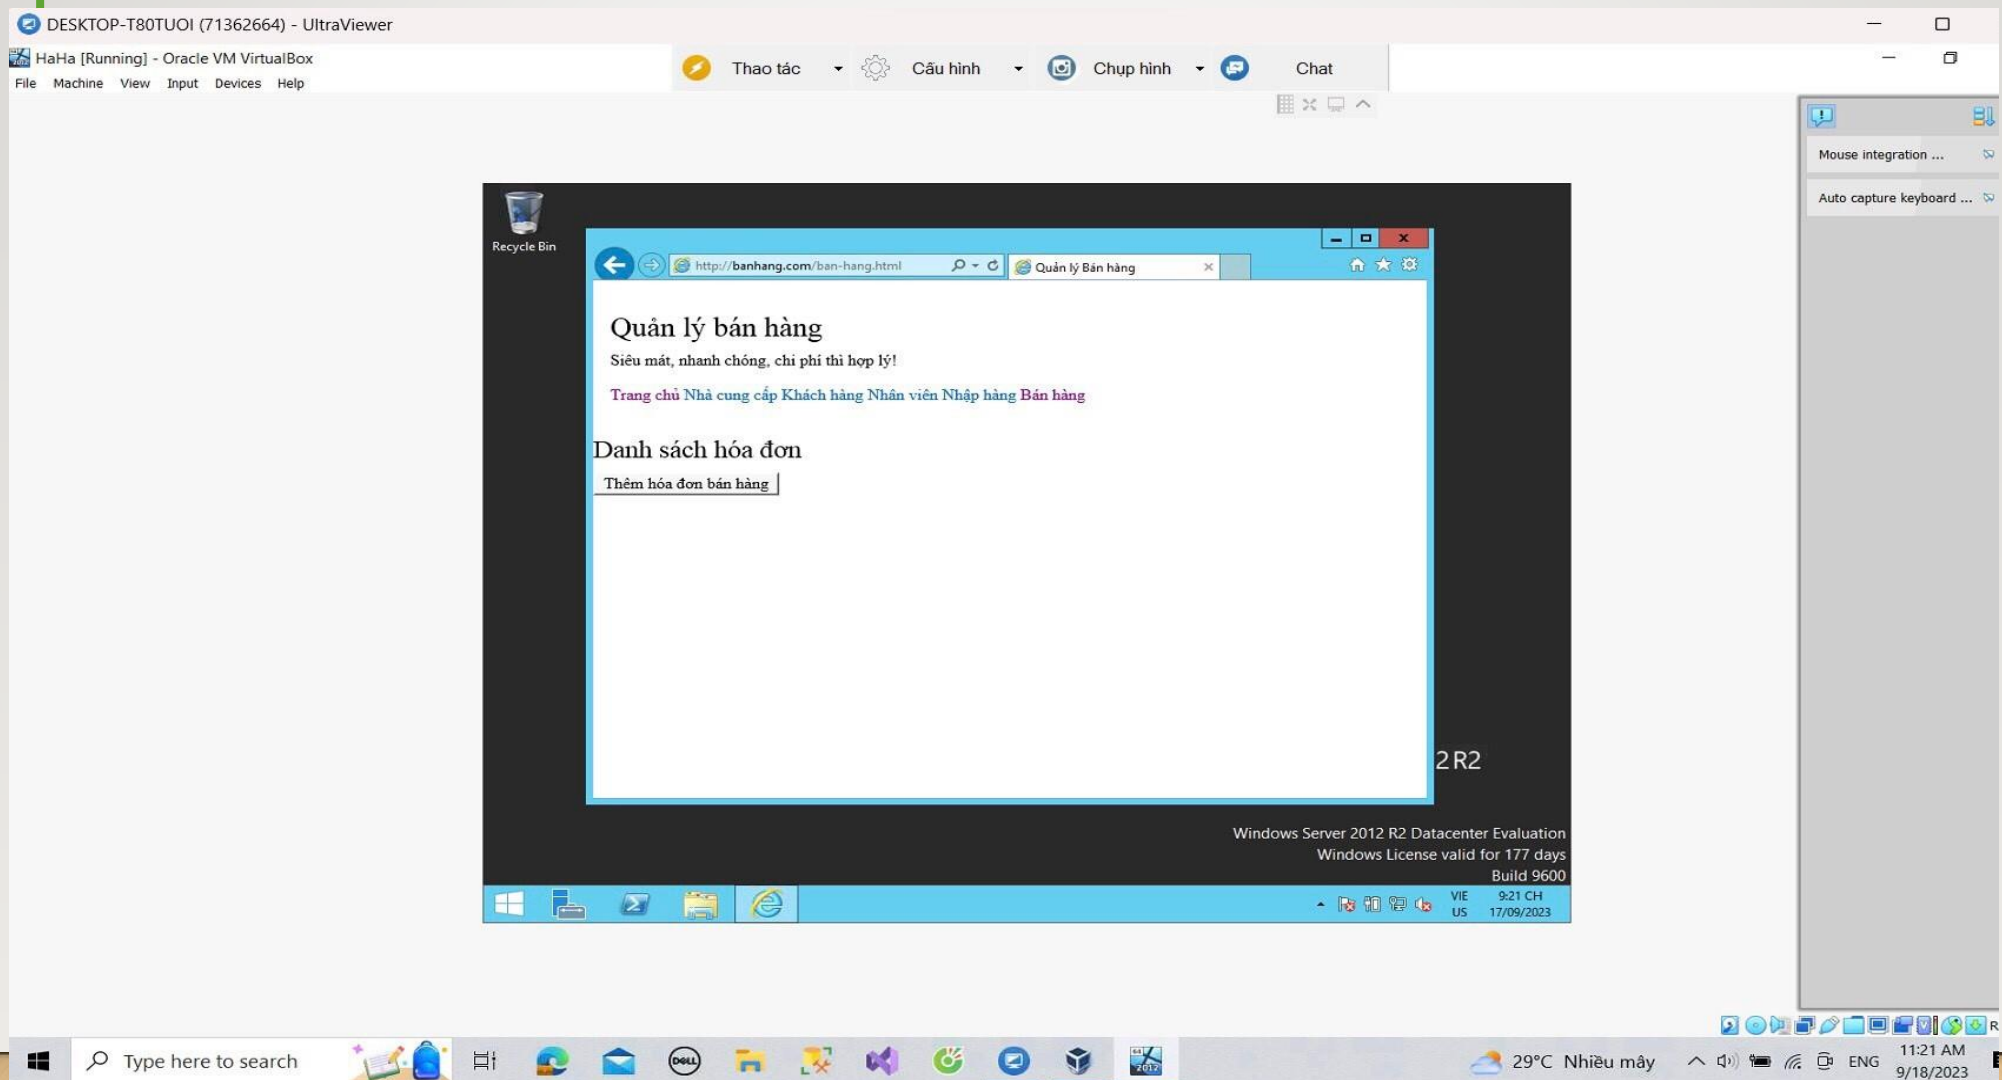 DESKTOP-T80TUOI (71362664) - UltraViewer
HaHa [Running] - Oracle VM VirtualBox
File Machine View Input Devices Help
Thao tác Cấu hình Chụp hình Chat
Mouse integration ...
Auto capture keyboard ...
Recycle Bin
http://banhang.com/ban-hang.html Quản lý Bán hàng
Quản lý bán hàng
Siêu mát, nhanh chóng, chi phí thì hợp lý!
Trang chủ Nhà cung cấp Khách hàng Nhân viên Nhập hàng Bán hàng
Danh sách hóa đơn
Thêm hóa đơn bán hàng
2 R2
Windows Server 2012 R2 Datacenter Evaluation
Windows License valid for 177 days
Build 9600
VIE 9:21 CH
US 17/09/2023
R
Type here to search
DELL
64
2012
29°C Nhiều mây
ENG
11:21 AM
9/18/2023